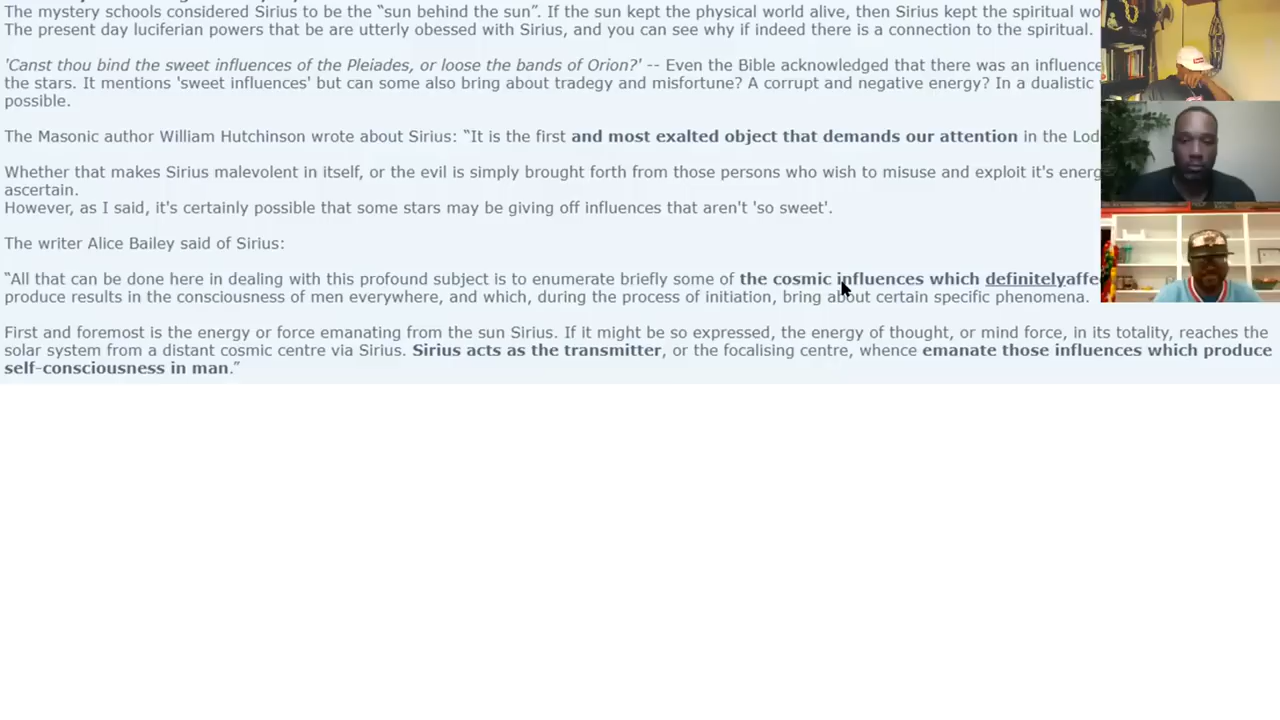 The mystery schools considered Sirius to be the “sun behind the sun”. If the sun kept the physical world alive, then Sirius kept the spiritual
The present day luciferian powers that be are utterly obessed with Sirius, and you can see why if indeed there is a connection to the spiritual.
'Canst thou bind the sweet influences of the Pleiades, or loose the bands of Orion?' -- Even the Bible acknowledged that there was an influence
the stars. It mentions 'sweet influences' but can some also bring about tradegy and misfortune? A corrupt and negative energy? In a dualistic
possible.
The Masonic author William Hutchinson wrote about Sirius: “It is the first and most exalted object that demands our attention in the
Whether that makes Sirius malevolent in itself, or the evil is simply brought forth from those persons who wish to misuse and exploit it's
ascertain.
However, as I said, it's certainly possible that some stars may be giving off influences that aren't 'so sweet'.
The writer Alice Bailey said of Sirius:
“All that can be done here in dealing with this profound subject is to enumerate briefly some of the cosmic influences which definitely
produce results in the consciousness of men everywhere, and which, during the process of initiation, bring about certain specific phenomena.
First and foremost is the energy or force emanating from the sun Sirius. If it might be so expressed, the energy of thought, or mind force, in its totality, reaches the
solar system from a distant cosmic centre via Sirius. Sirius acts as the transmitter, or the focalising centre, whence emanate those influences which produce
self-consciousness in man.”